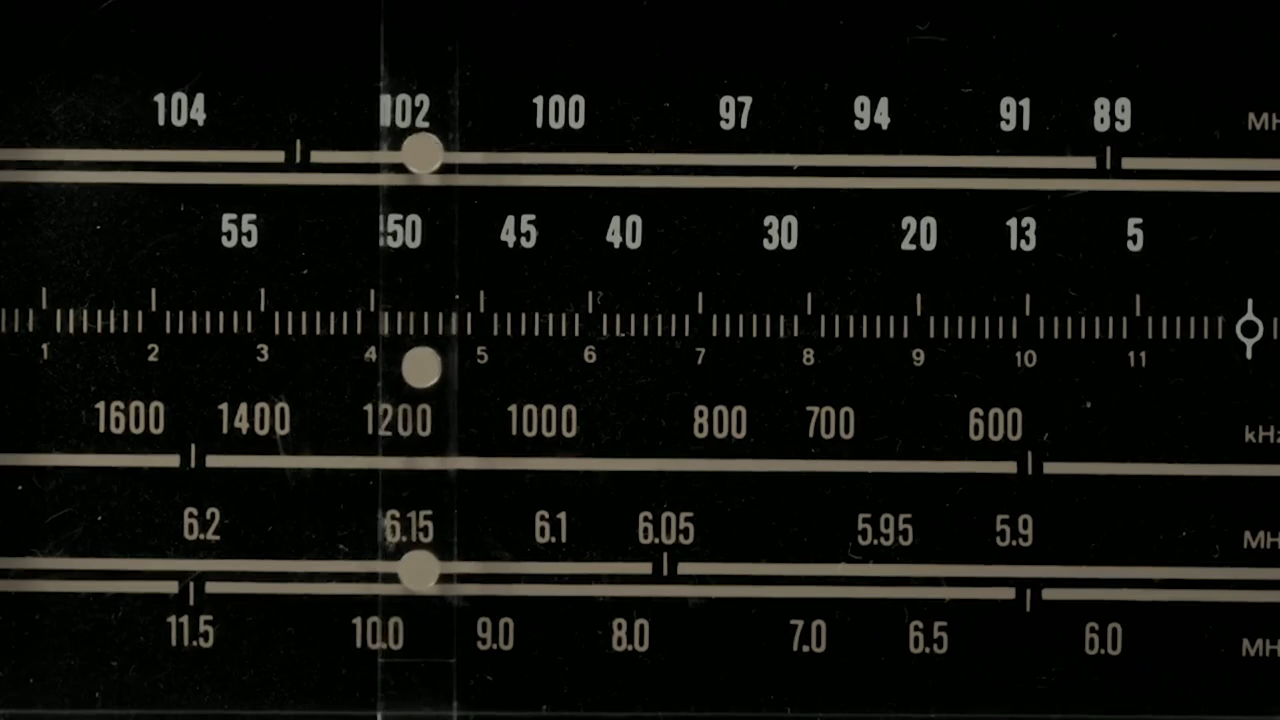 104 102 100 97 94 91 89 MH
55 50 45 40 30 20 13 5
1 2 3 4 5 6 7 8 9 10 11
1600 1400 1200 1000 800 700 600 kHz
6.2 6.15 6.1 6.05 5.95 5.9 MH
11.5 10.0 9.0 8.0 7.0 6.5 6.0 MH